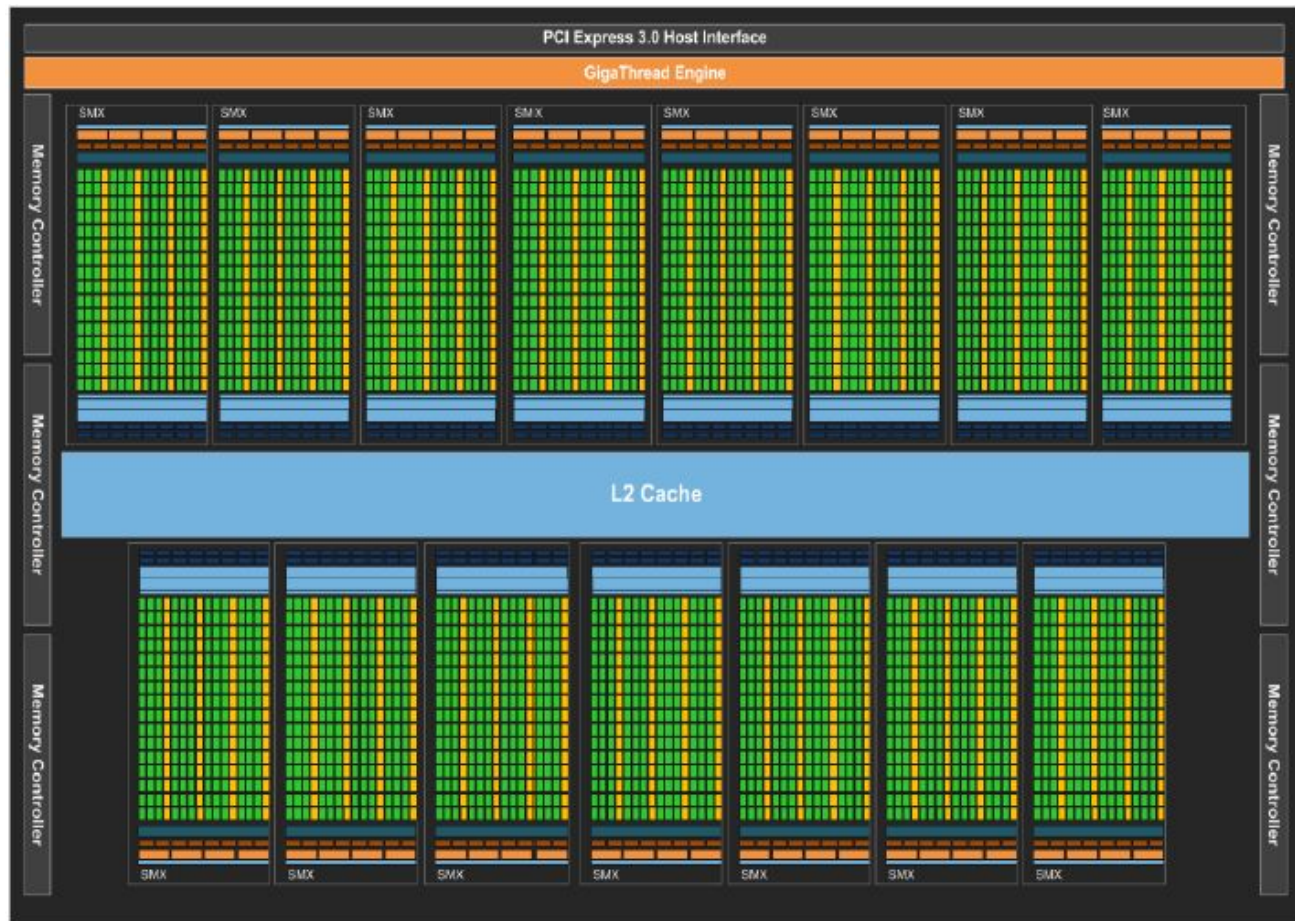 PCI Express 3.0 Host Interface
GigaThread Engine
SMX
SMX
SMX
SMX
SMX
SMX
SMX
SMX
Memory Controller
Memory Controller
Memory Controller
Memory Controller
L2 Cache
Memory Controller
Memory Controller
SMX
SMX
SMX
SMX
SMX
SMX
SMX